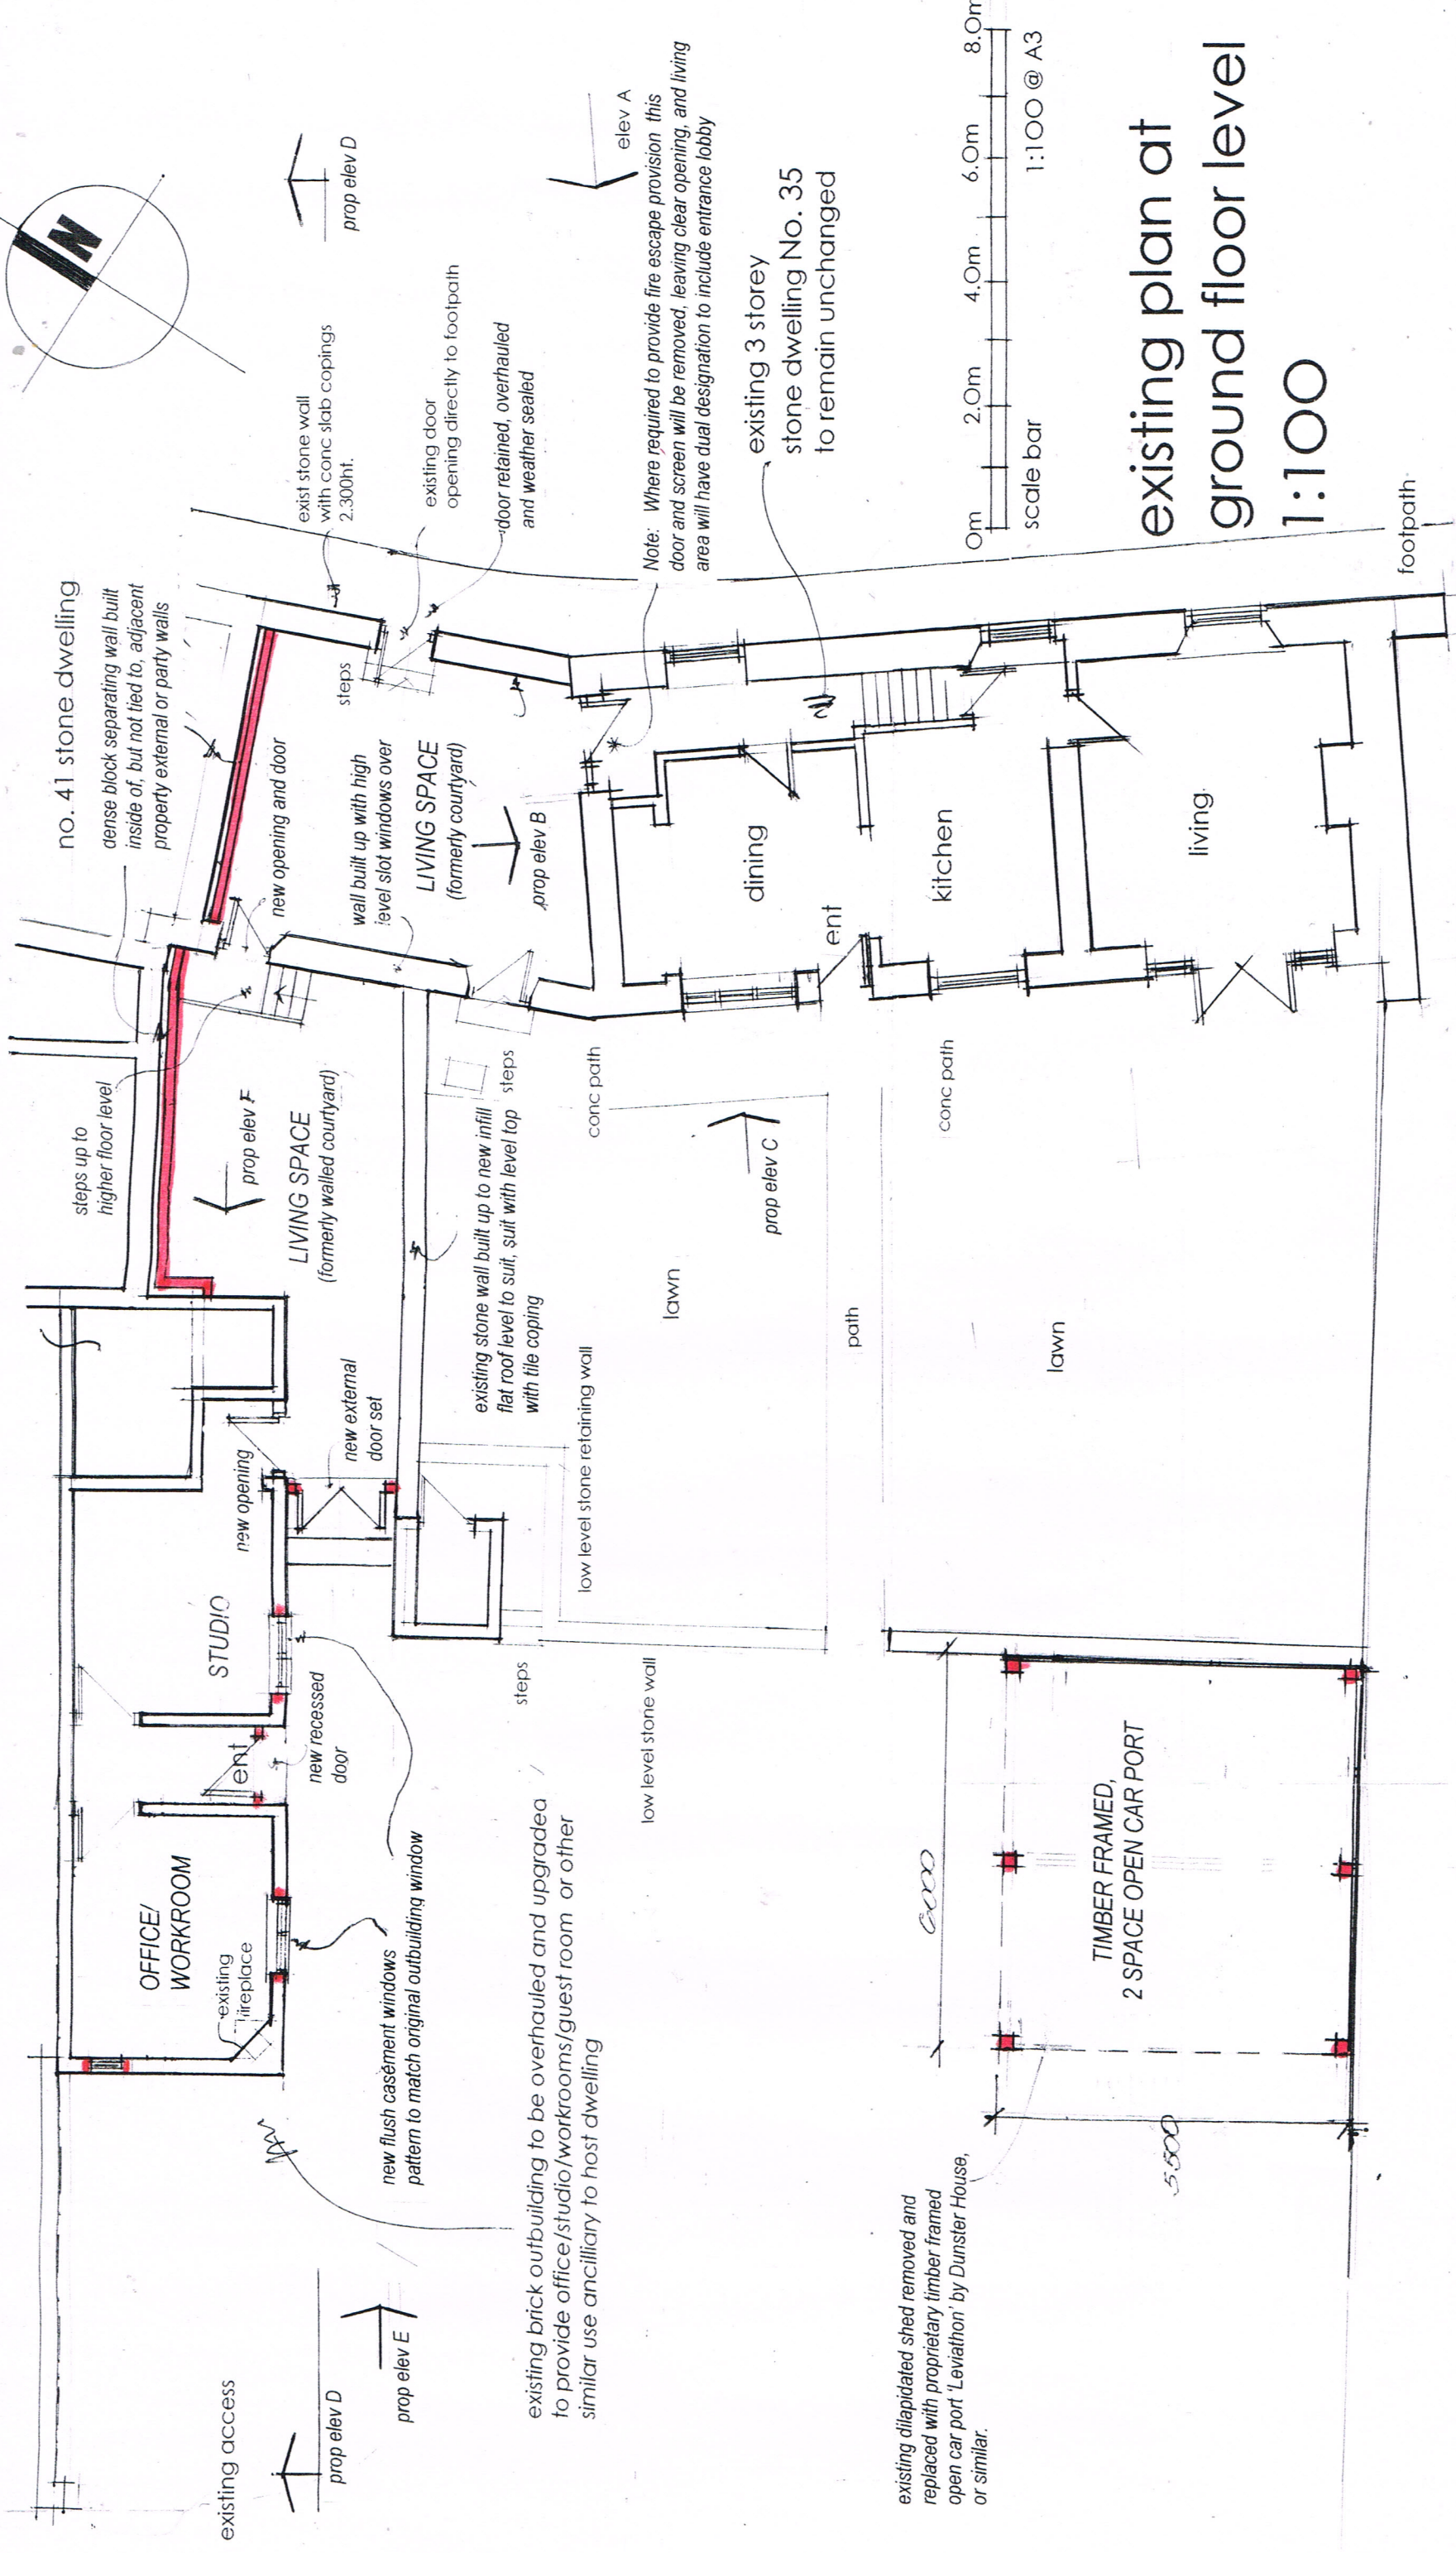 no. 41 stone dwelling
dense block separating wall built
inside of, but not tied to, adjacent
property external or party walls
N
prop elev D
exist stone wall
with conc slab copings
2.300ht.
existing door
opening directly to footpath
door retained, overhauled
and weather sealed
elev A
Note: Where required to provide fire escape provision this
door and screen will be removed, leaving clear opening, and living
area will have dual designation to include entrance lobby
existing 3 storey
stone dwelling No. 35
to remain unchanged
0m 2.0m 4.0m 6.0m 8.0m
scale bar 1:100 @ A3
existing plan at
ground floor level
1:100
footpath
steps
new opening and door
wall built up with high
level slot windows over
LIVING SPACE
(formerly courtyard)
prop elev B
*
dining
ent
kitchen
living.
steps up to
higher floor level
prop elev F
LIVING SPACE
(formerly walled courtyard)
existing stone wall built up to new infill
flat roof level to suit, suit with level top
with tile coping
steps
conc path
conc path
prop elev C
lawn
path
lawn
low level stone retaining wall
new external
door set
new opening
STUDIO
ent
new recessed
door
steps
low level stone wall
OFFICE/
WORKROOM
existing
fireplace
new flush casement windows
pattern to match original outbuilding window
existing brick outbuilding to be overhauled and upgraded
to provide office/studio/workrooms/guest room or other
similar use ancilliary to host dwelling
6000
TIMBER FRAMED,
2 SPACE OPEN CAR PORT
5500
existing dilapidated shed removed and
replaced with proprietary timber framed
open car port 'Leviathon' by Dunster House,
or similar.
existing access
prop elev D
prop elev E